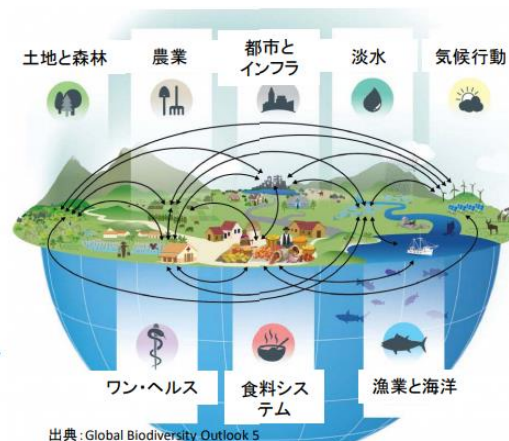 土地と森林
農業
都市と
インフラ
淡水
気候行動
ワン・ヘルス
食料シス
テム
漁業と海洋
出典:Global Biodiversity Outlook 5